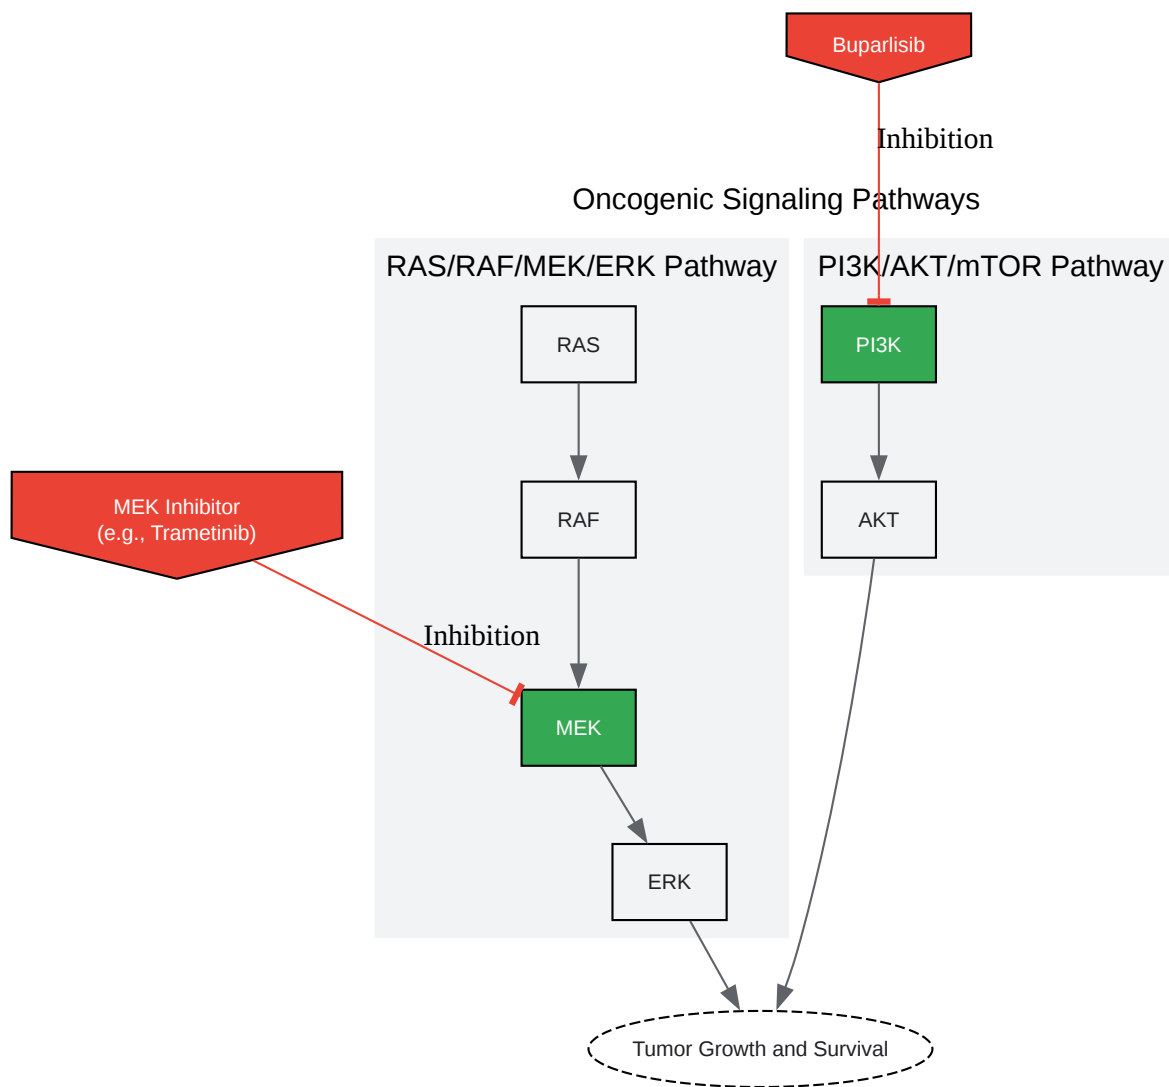 Buparlisib
Inhibition
Oncogenic Signaling Pathways
RAS/RAF/MEK/ERK Pathway
PI3K/AKT/mTOR Pathway
RAS
PI3K
MEK Inhibitor
(e.g., Trametinib)
RAF
AKT
Inhibition
MEK
ERK
Tumor Growth and Survival